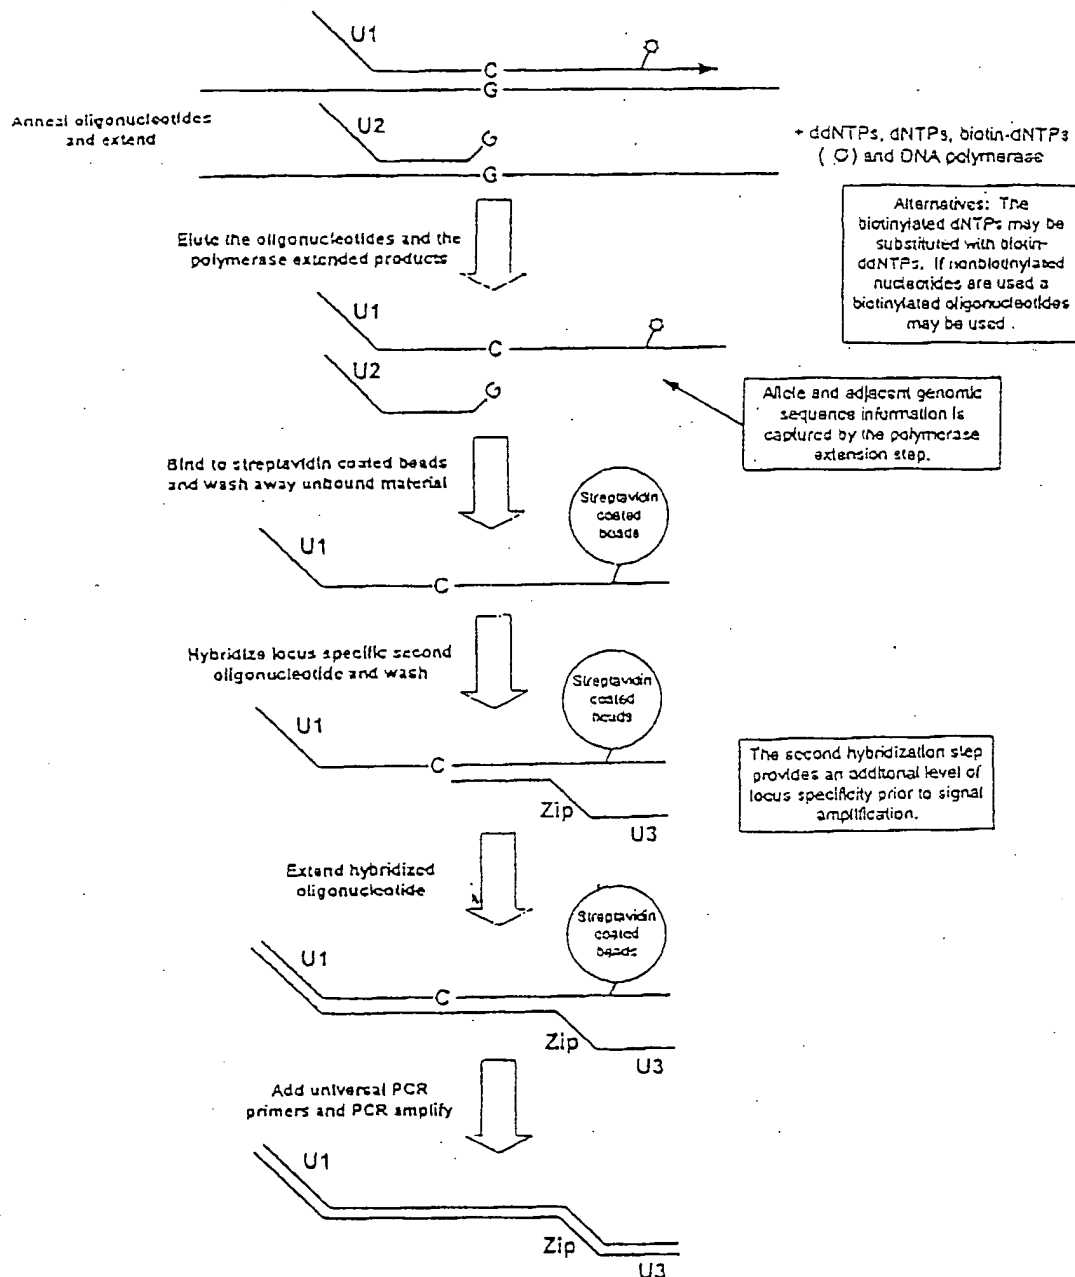 U1
C
G
Anneal oligonucleotides
and extend
U2
G
G
+ ddNTPs, dNTPs, biotin-dNTPs
( ) and DNA polymerase
Alternatives: The
biotinylated dNTPs may be
substituted with biotin-
ddNTPs. If nonbiotinylated
nucleotides are used a
biotinylated oligonucleotides
may be used .
Elute the oligonucleotides and the
polymerase extended products
U1
C
U2
G
Allele and adjacent genomic
sequence information is
captured by the polymerase
extension step.
Bind to streptavidin coated beads
and wash away unbound material
Streptavidin
coated
beads
U1
C
Hybridize locus specific second
oligonucleotide and wash
Streptavidin
coated
beads
U1
C
Zip
U3
The second hybridization step
provides an additonal level of
locus specificity prior to signal
amplification.
Extend hybridized
oligonucleotide
Streptavidin
coated
beads
U1
C
Zip
U3
Add universal PCR
primers and PCR amplify
U1
Zip
U3